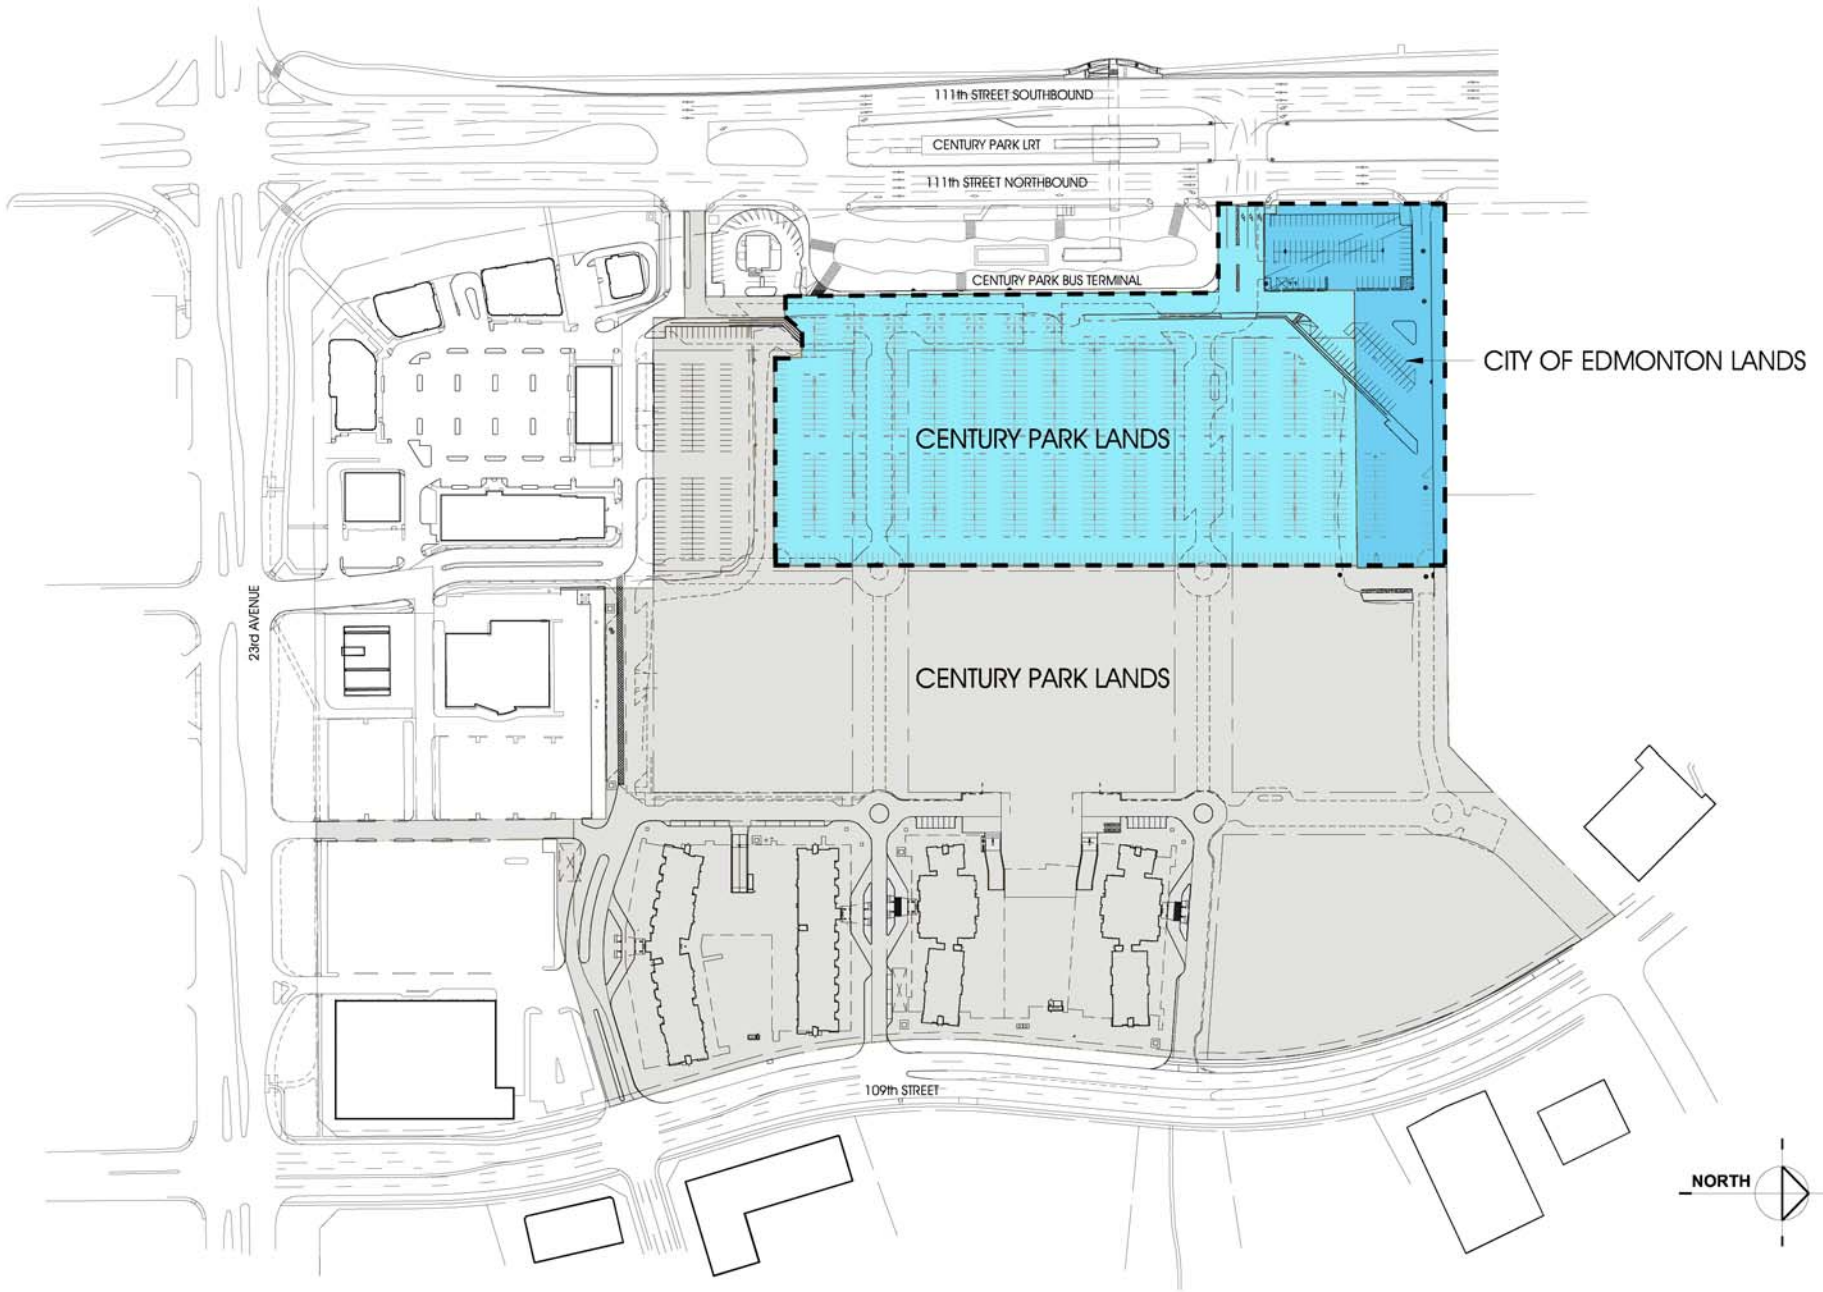 111th STREET SOUTHBOUND
CENTURY PARK LRT
111th STREET NORTHBOUND
CENTURY PARK BUS TERMINAL
CITY OF EDMONTON LANDS
CENTURY PARK LANDS
23rd AVENUE
CENTURY PARK LANDS
109th STREET
NORTH